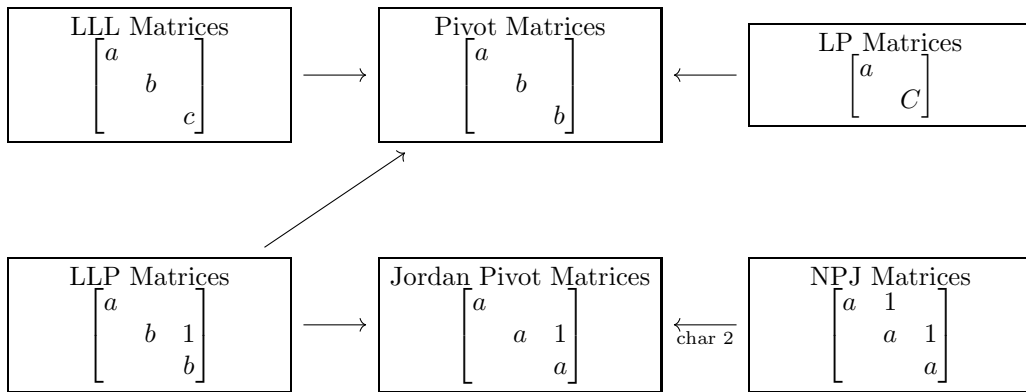 LLL Matrices
a
b
c
Pivot Matrices
a
b
b
LP Matrices
a
C
LLP Matrices
a
b 1
b
Jordan Pivot Matrices
a
a 1
a
char 2
NPJ Matrices
a 1
a 1
a